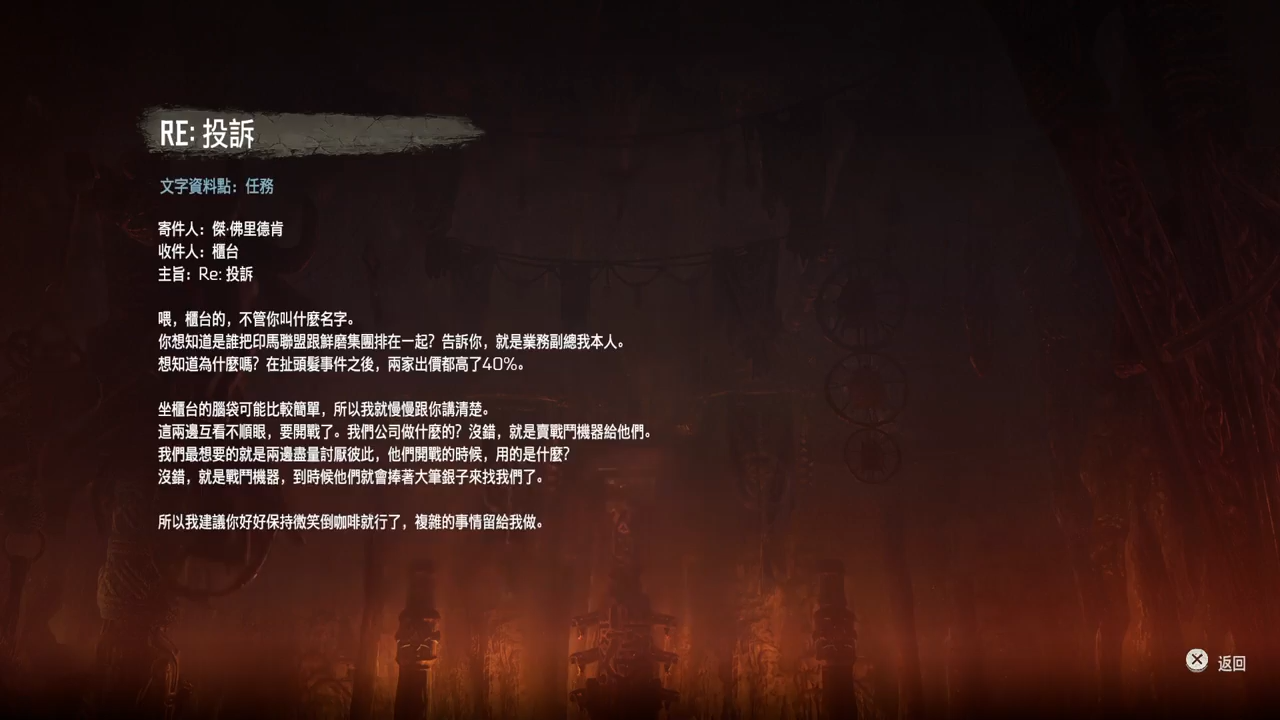 RE: 投訴
文字資料點：任務
寄件人：傑·佛里德肯
收件人：櫃台
主旨：Re: 投訴
喂，櫃台的，不管你叫什麼名字。
你想知道是誰把印馬聯盟跟鮮磨集團排在一起？告訴你，就是業務副總我本人。
想知道為什麼嗎？在扯頭髮事件之後，兩家出價都高了40%。
坐櫃台的腦袋可能比較簡單，所以我就慢慢跟你講清楚。
這兩邊互看不順眼，要開戰了。我們公司做什麼的？沒錯，就是賣戰鬥機器給他們。
我們最想要的就是兩邊盡量討厭彼此，他們開戰的時候，用的是什麼？
沒錯，就是戰鬥機器，到時候他們就會捧著大筆銀子來找我們了。
所以我建議你好好保持微笑倒咖啡就行了，複雜的事情留給我做。
返回